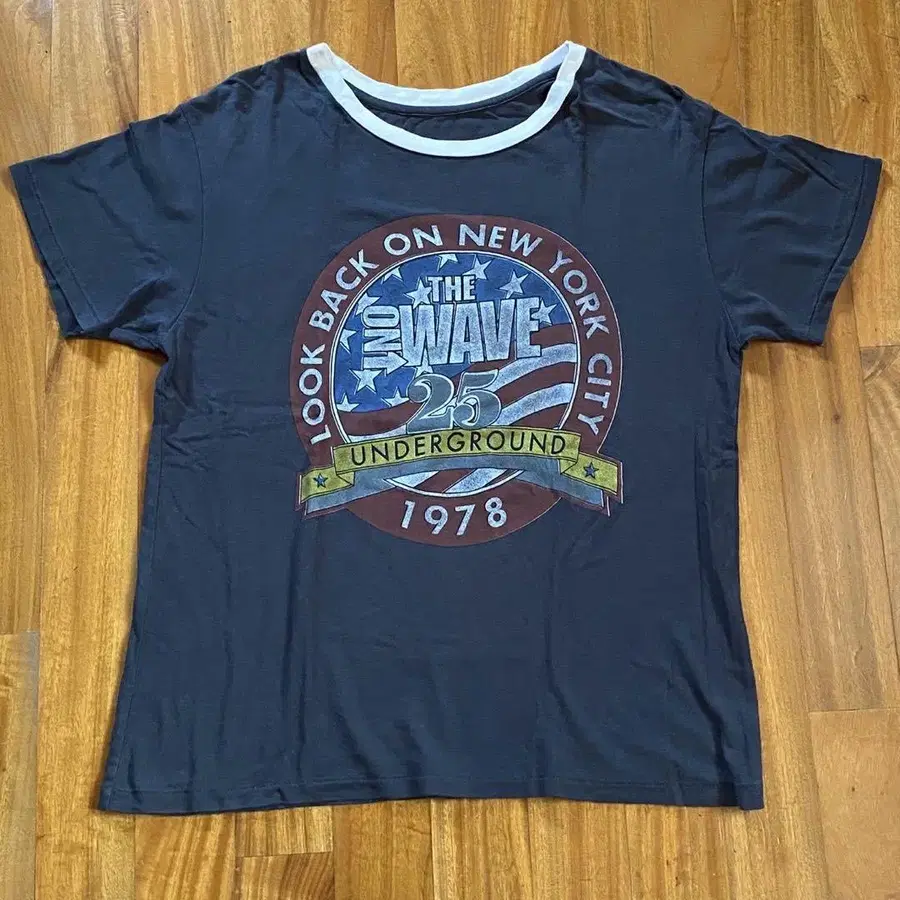 LOOK BACK ON NEW YORK CITY
THE
NO WAVE
25
UNDERGROUND
1978